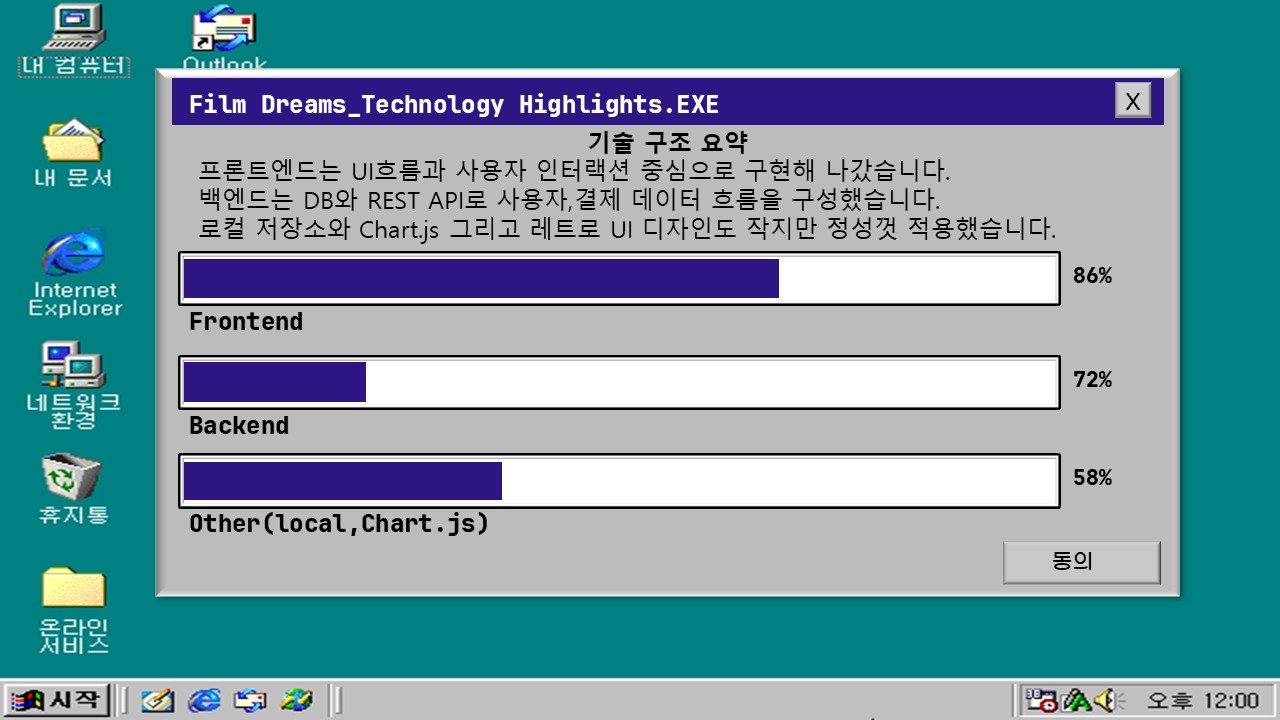 내 컴퓨터
Outlook
내 문서
Internet
Explorer
네트워크
환경
휴지통
온라인
서비스
Film Dreams_Technology Highlights.EXE
X
기술 구조 요약
프론트엔드는 UI흐름과 사용자 인터랙션 중심으로 구현해 나갔습니다.
백엔드는 DB와 REST API로 사용자,결제 데이터 흐름을 구성했습니다.
로컬 저장소와 Chart.js 그리고 레트로 UI 디자인도 작지만 정성껏 적용했습니다.
86%
Frontend
72%
Backend
58%
Other(local,Chart.js)
동의
시작
오후 12:00